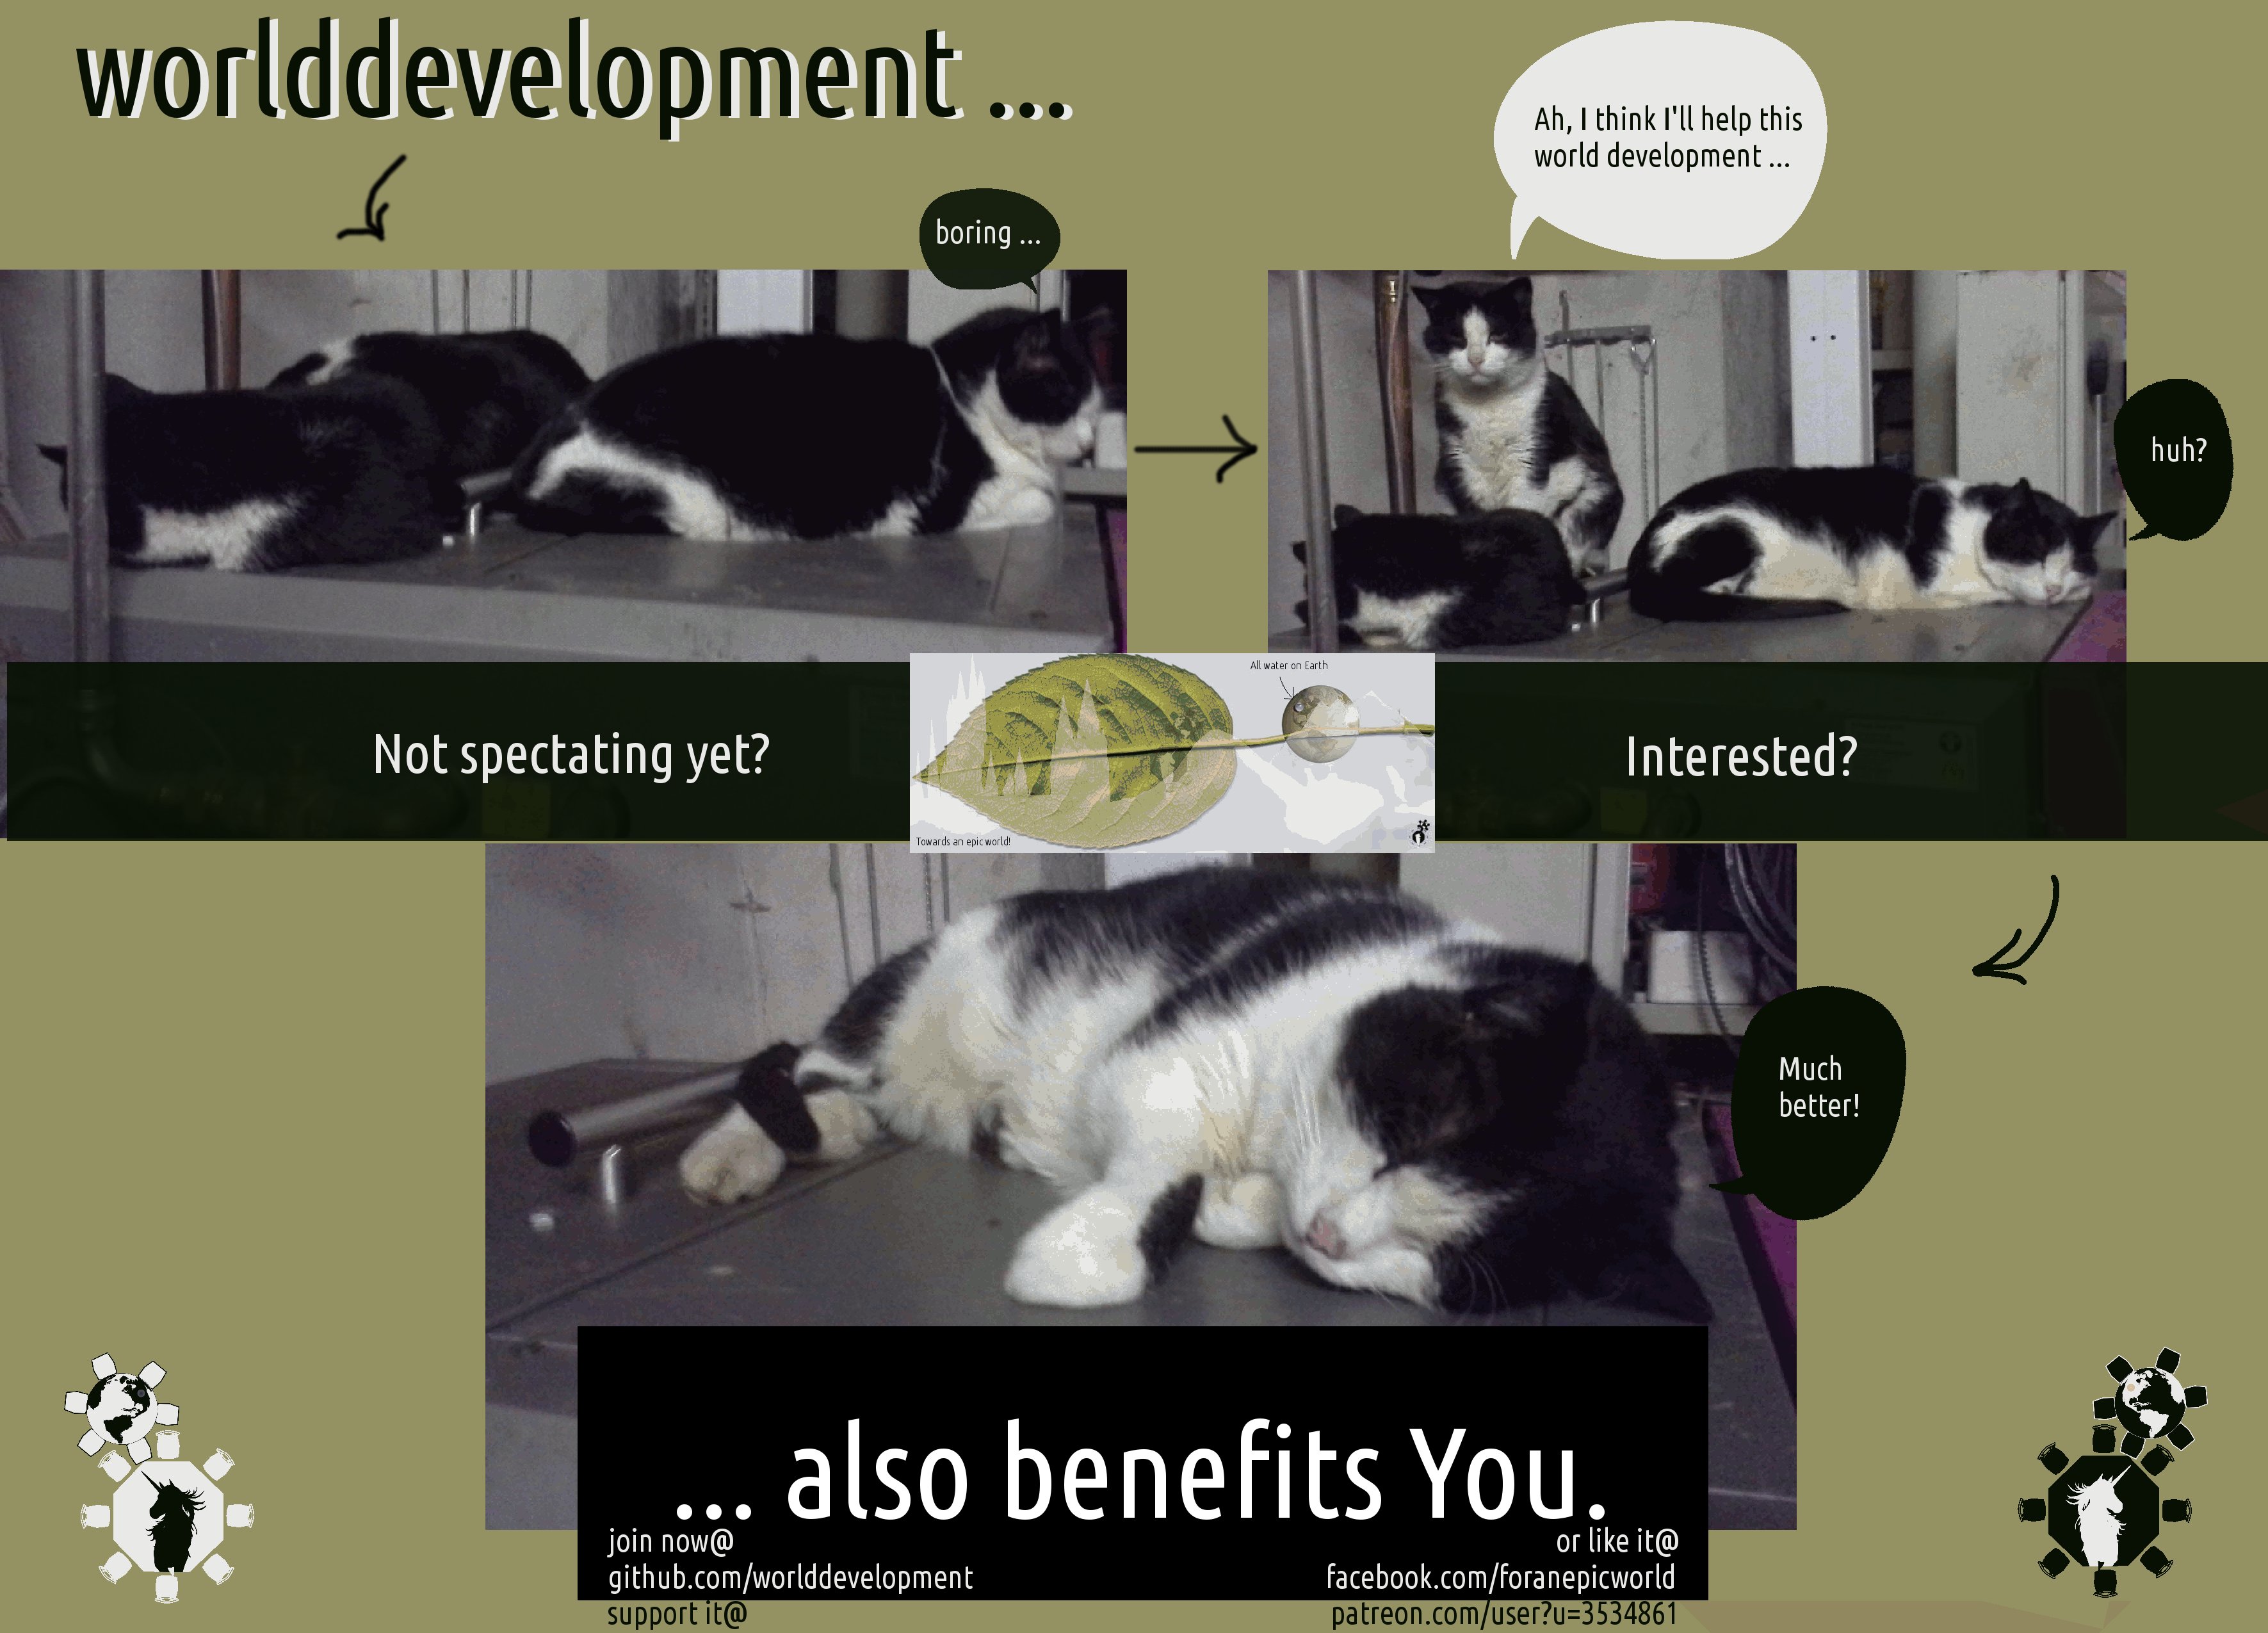 worlddevelopment ...
Ah, I think I'll help this
world development ...
boring ...
huh?
Not spectating yet?
All water on Earth
Towards an epic world!
Interested?
Much
better!
... also benefits You.
join now@
github.com/worlddevelopment
support it@
or like it@
facebook.com/foranepicworld
patreon.com/user?u=3534861